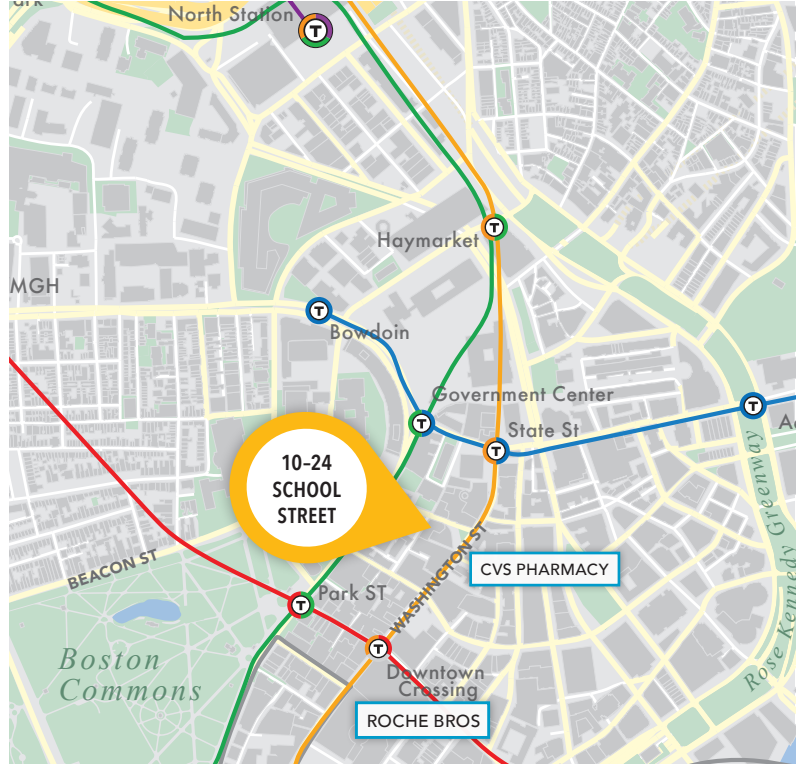 North Station
T
T
Haymarket
MGH
T
Bowdoin
Government Center
T
T
State St
T
10–24
SCHOOL
STREET
WASHINGTON ST
CVS PHARMACY
BEACON ST
T
Park ST
T
Downtown
Crossing
Boston
Commons
ROCHE BROS
Rose Kennedy Greenway